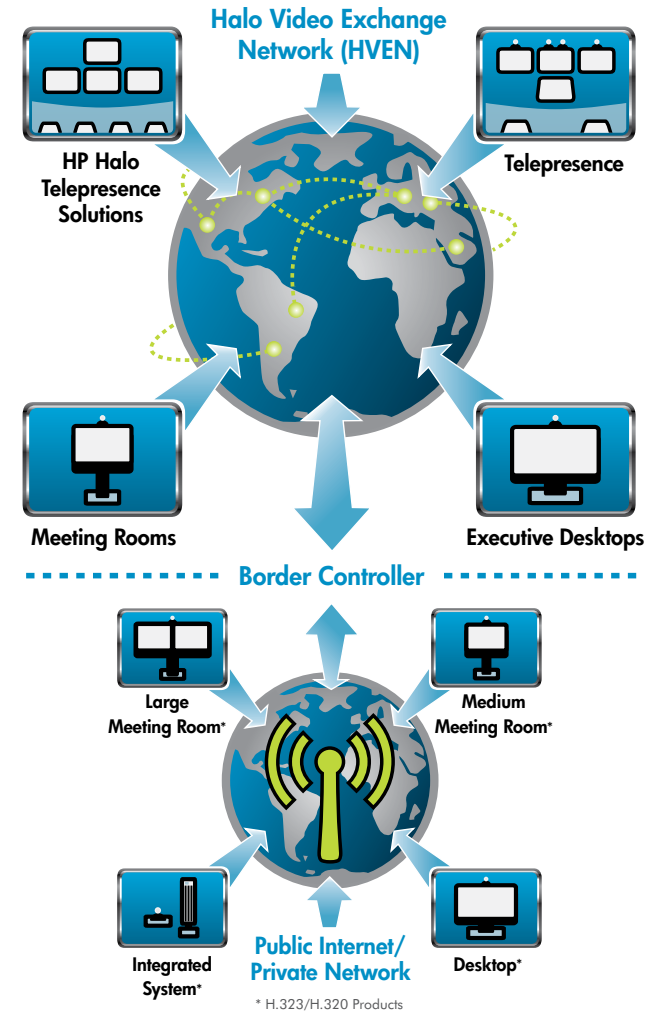 Halo Video Exchange
Network (HVEN)
HP Halo
Telepresence
Solutions
Telepresence
Meeting Rooms
Executive Desktops
Border Controller
Large
Meeting Room*
Medium
Meeting Room*
Integrated
System*
Public Internet/
Private Network
Desktop*
* H.323/H.320 Products